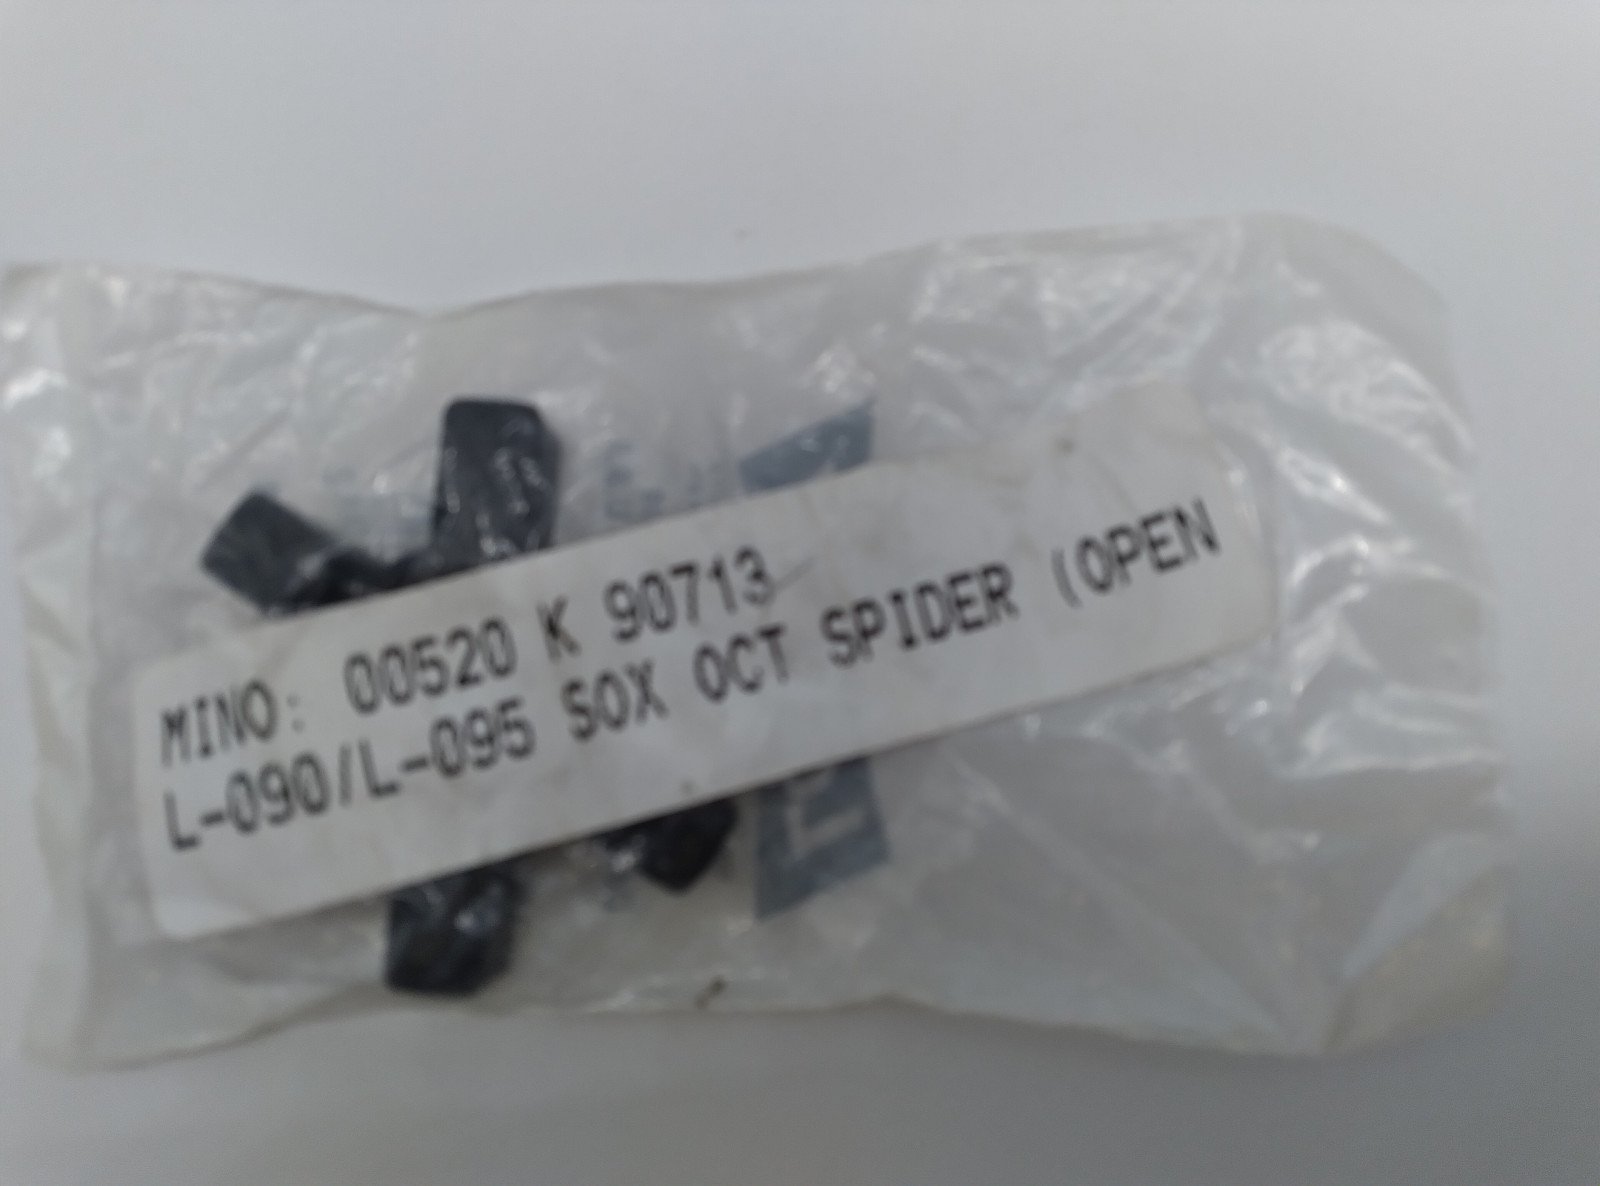 MINO: 00520 K 90713
L-090/L-095 SOX OCT SPIDER (OPEN